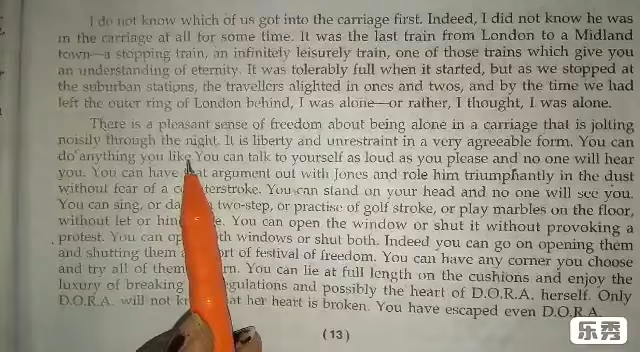 I do not know which of us got into the carriage first. Indeed, I did not know he was
in the carriage at all for some time. It was the last train from London to a Midland
town—a stopping train, an infinitely leisurely train, one of those trains which give you
an understanding of eternity. It was tolerably full when it started, but as we stopped at
the suburban stations, the travellers alighted in ones and twos, and by the time we had
left the outer ring of London behind, I was alone—or rather, I thought, I was alone.
There is a pleasant sense of freedom about being alone in a carriage that is jolting
noisily through the night. It is liberty and unrestraint in a very agreeable form. You can
do anything you like. You can talk to yourself as loud as you please and no one will hear
you. You can have that argument out with Jones and role him triumphantly in the dust
without fear of a counterstroke. You can stand on your head and no one will see you.
You can sing, or da two-step, or practise of golf stroke, or play marbles on the floor,
without let or hin e. You can open the window or shut it without provoking a
protest. You can op th windows or shut both. Indeed you can go on opening them
and shutting them a rt of festival of freedom. You can have any corner you choose
and try all of them rn. You can lie at full length on the cushions and enjoy the
luxury of breaking egulations and possibly the heart of D.O.R.A. herself. Only
D.O.R.A. will not k at her heart is broken. You have escaped even D.O.R.A.
(13)
乐秀